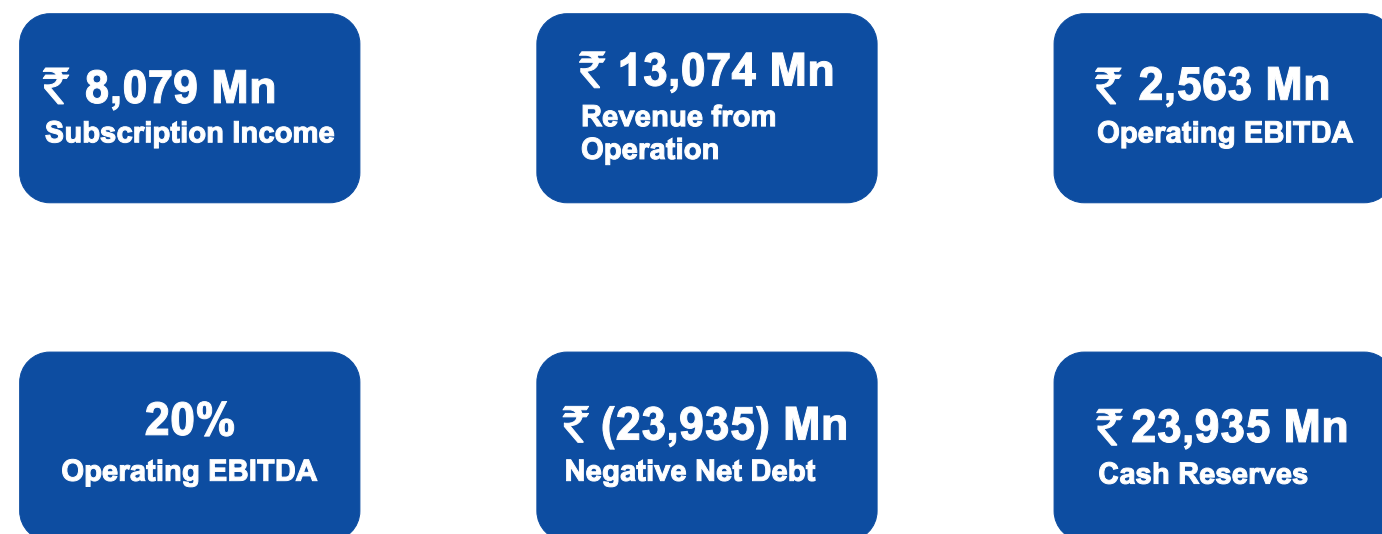 ₹ 8,079 Mn
Subscription Income
₹ 13,074 Mn
Revenue from
Operation
₹ 2,563 Mn
Operating EBITDA
20%
Operating EBITDA
₹ (23,935) Mn
Negative Net Debt
₹ 23,935 Mn
Cash Reserves